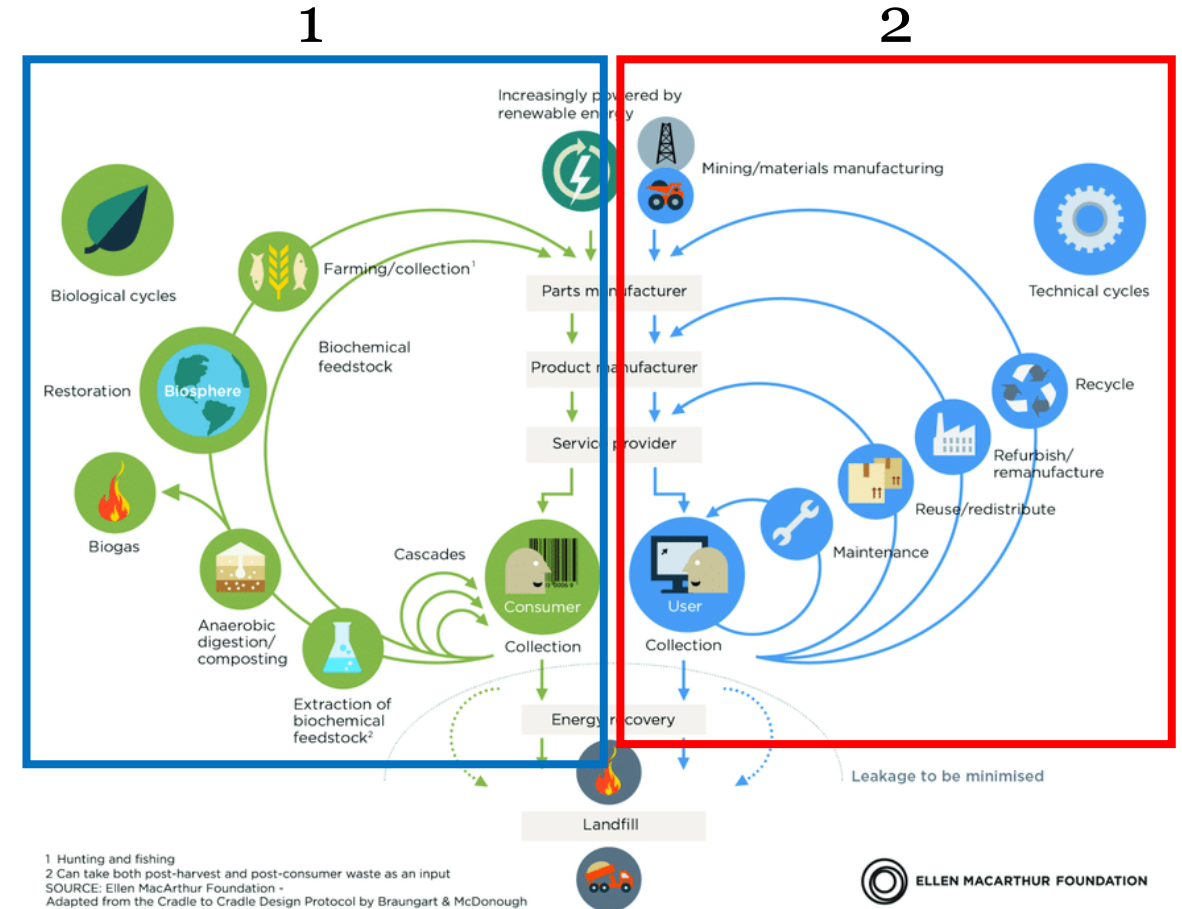 1
2
Increasingly powered by
renewable energy
Mining/materials manufacturing
Farming/collection¹
Biological cycles
Technical cycles
Parts manufacturer
Biochemical
feedstock
Product manufacturer
Restoration
Biosphere
Recycle
Service provider
Refurbish/
remanufacture
Reuse/redistribute
Biogas
Cascades
Maintenance
Consumer
User
Anaerobic
digestion/
composting
Collection
Collection
Extraction of
biochemical
feedstock²
Energy recovery
Leakage to be minimised
Landfill
1 Hunting and fishing
2 Can take both post-harvest and post-consumer waste as an input
SOURCE: Ellen MacArthur Foundation -
Adapted from the Cradle to Cradle Design Protocol by Braungart & McDonough
ELLEN MACARTHUR FOUNDATION